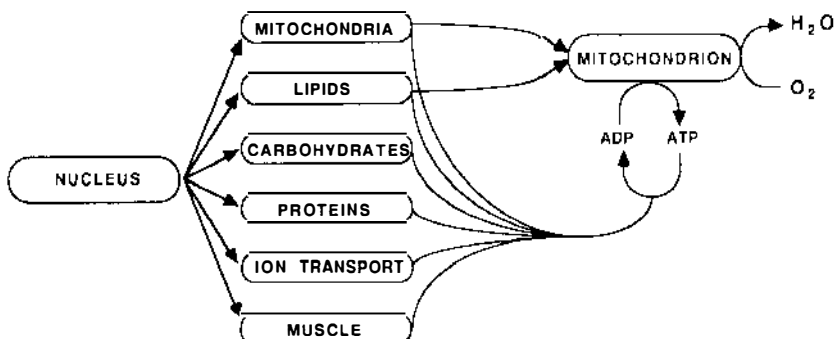 MITOCHONDRIA
LIPIDS
CARBOHYDRATES
NUCLEUS
PROTEINS
ION TRANSPORT
MUSCLE
MITOCHONDRION
H₂O
O₂
ADP
ATP